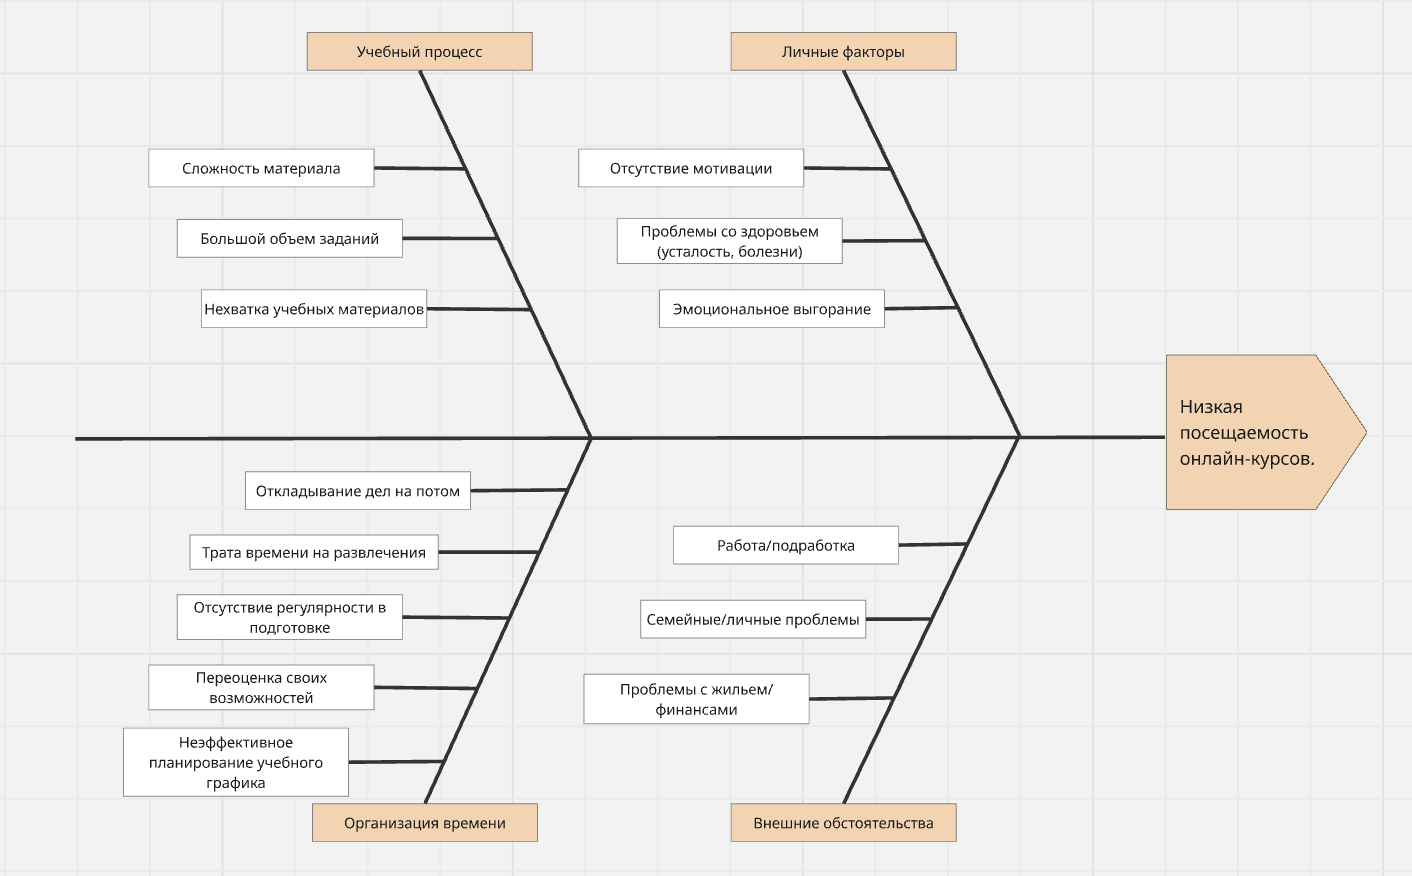 Учебный процесс
Личные факторы
Сложность материала
Отсутствие мотивации
Большой объем заданий
Проблемы со здоровьем
(усталость, болезни)
Нехватка учебных материалов
Эмоциональное выгорание
Низкая
посещаемость
онлайн-курсов.
Откладывание дел на потом
Работа/подработка
Трата времени на развлечения
Отсутствие регулярности в
подготовке
Семейные/личные проблемы
Переоценка своих
возможностей
Проблемы с жильем/
финансами
Неэффективное
планирование учебного
графика
Организация времени
Внешние обстоятельства